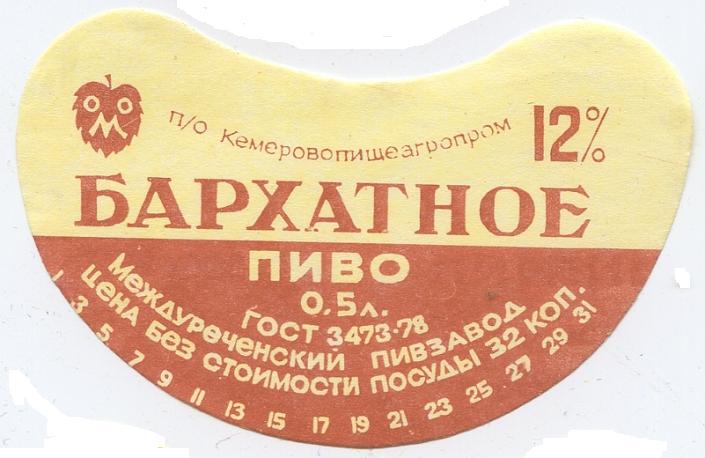 п/о Кемеровопищеагропром
12%
БАРХАТНОЕ
ПИВО
0,5л.
ГОСТ 3473-78
Междуреченский пивзавод
цена без стоимости посуды 32 коп.
1 3 5 7 9 11 13 15 17 19 21 23 25 27 29 31